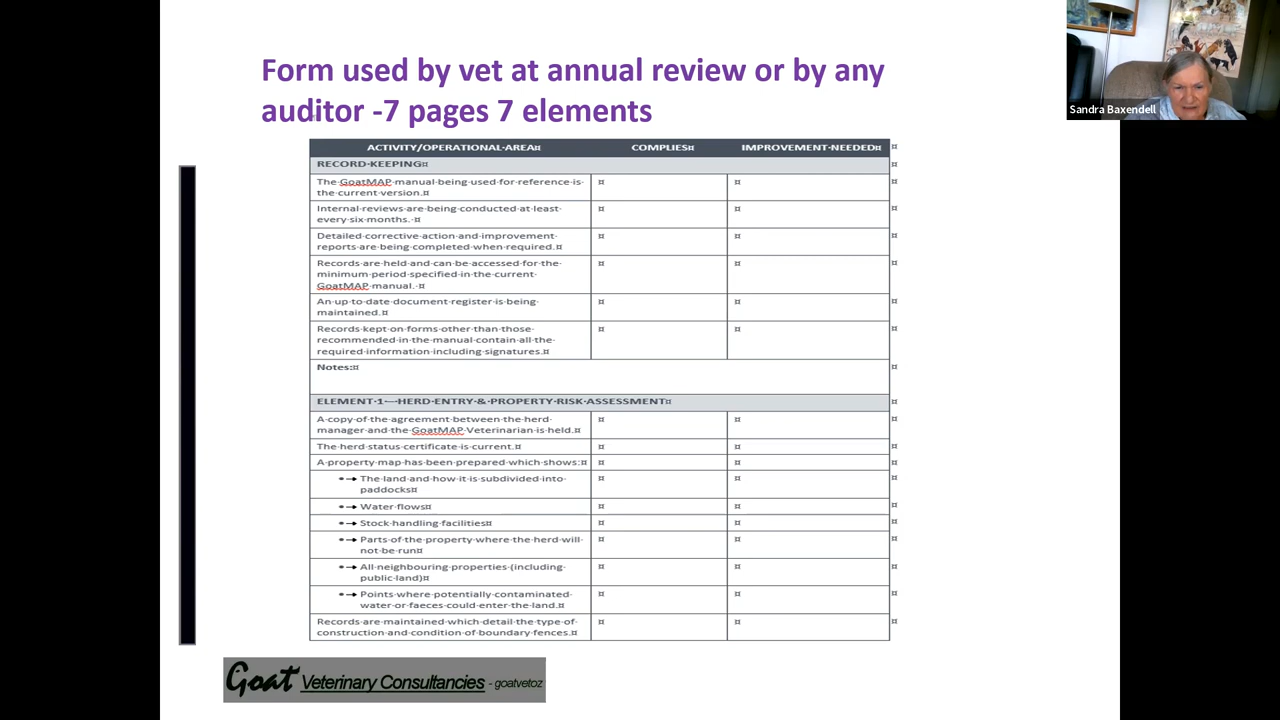 Form used by vet at annual review or by any
auditor -7 pages 7 elements
Sandra Baxendell
ACTIVITY/OPERATIONAL·AREA¤ COMPLIES¤ IMPROVEMENT·NEEDED¤ ¤
RECORD·KEEPING¤ ¤
The·GoatMAP·manual·being·used·for·reference·is· ¤ ¤ ¤
the·current·version.¤
Internal·reviews·are·being·conducted·at·least· ¤ ¤ ¤
every·six·months.·¤
Detailed·corrective·action·and·improvement· ¤ ¤ ¤
reports·are·being·completed·when·required.¤
Records·are·held·and·can·be·accessed·for·the· ¤ ¤ ¤
minimum·period·specified·in·the·current·
GoatMAP·manual.·¤
An·up·to·date·document·register·is·being· ¤ ¤ ¤
maintained.¤
Records·kept·on·forms·other·than·those· ¤ ¤ ¤
recommended·in·the·manual·contain·all·the·
required·information·including·signatures.¤
Notes:¤ ¤
ELEMENT·1·–·HERD·ENTRY·&·PROPERTY·RISK·ASSESSMENT¤ ¤
A·copy·of·the·agreement·between·the·herd· ¤ ¤ ¤
manager·and·the·GoatMAP·Veterinarian·is·held.¤
The·herd·status·certificate·is·current.¤ ¤ ¤ ¤
A·property·map·has·been·prepared·which·shows:¤ ¤ ¤ ¤
•→The·land·and·how·it·is·subdivided·into· ¤ ¤ ¤
paddocks¤
•→Water·flows¤ ¤ ¤ ¤
•→Stock·handling·facilities¤ ¤ ¤ ¤
•→Parts·of·the·property·where·the·herd·will· ¤ ¤ ¤
not·be·run¤
•→All·neighbouring·properties·(including· ¤ ¤ ¤
public·land)¤
•→Points·where·potentially·contaminated· ¤ ¤ ¤
water·or·faeces·could·enter·the·land.¤
Records·are·maintained·which·detail·the·type·of· ¤ ¤ ¤
construction·and·condition·of·boundary·fences.¤
Goat Veterinary Consultancies - goatvetoz